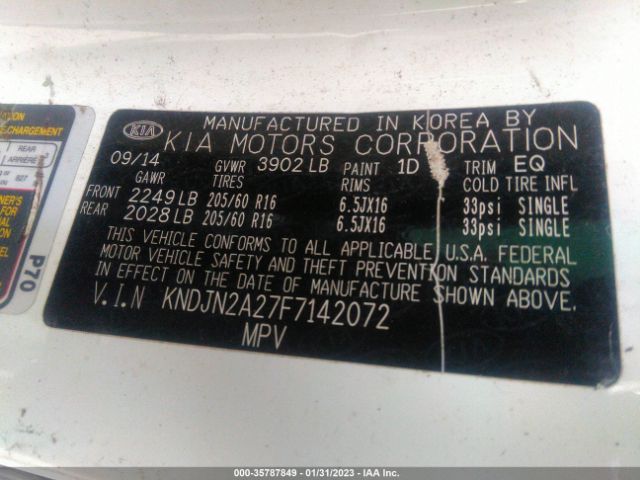 MANUFACTURED IN KOREA BY
KIA KIA MOTORS CORPORATION
09/14 GVWR 3902 LB PAINT 1D TRIM EQ
GAWR TIRES RIMS COLD TIRE INFL
FRONT 2249 LB 205/60 R16 6.5JX16 33psi SINGLE
REAR 2028 LB 205/60 R16 6.5JX16 33psi SINGLE
THIS VEHICLE CONFORMS TO ALL APPLICABLE U.S.A. FEDERAL
MOTOR VEHICLE SAFETY AND THEFT PREVENTION STANDARDS
IN EFFECT ON THE DATE OF MANUFACTURE SHOWN ABOVE.
V.I.N KNDJN2A27F7142072
MPV
REAR
ARRIÈRE
827
P70
000-35787849 - 01/31/2023 - IAA Inc.